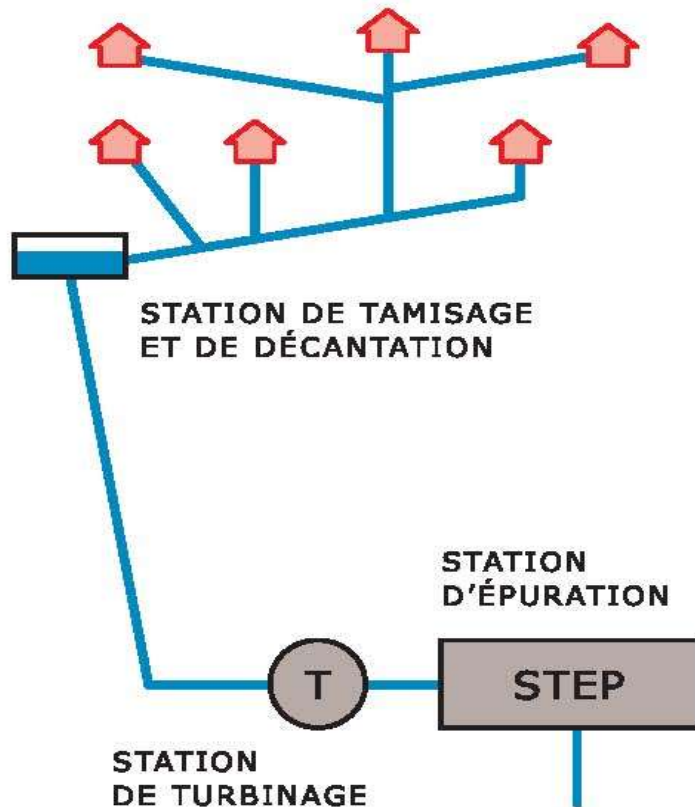 STATION DE TAMISAGE
ET DE DÉCANTATION
STATION
D'ÉPURATION
T
STEP
STATION
DE TURBINAGE